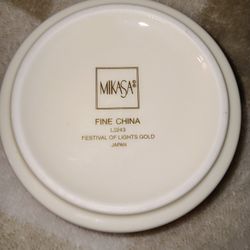 MIKASA®
FINE CHINA
L3243
FESTIVAL OF LIGHTS GOLD
JAPAN